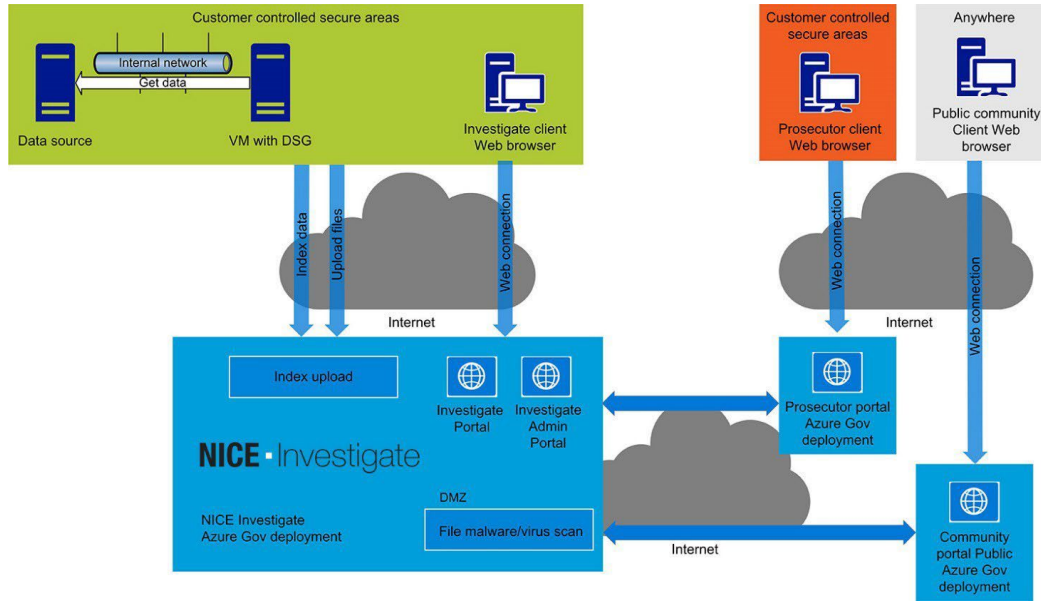 Customer controlled secure areas
Internal network
Get data
Data source
VM with DSG
Investigate client
Web browser
Customer controlled
secure areas
Prosecutor client
Web browser
Anywhere
Public community
Client Web
browser
Index data
Upload files
Web connection
Internet
Web connection
Internet
Web connection
Index upload
Investigate
Portal
Investigate
Admin
Portal
NICE Investigate
NICE Investigate
Azure Gov deployment
DMZ
File malware/virus scan
Prosecutor portal
Azure Gov
deployment
Internet
Community
portal Public
Azure Gov
deployment